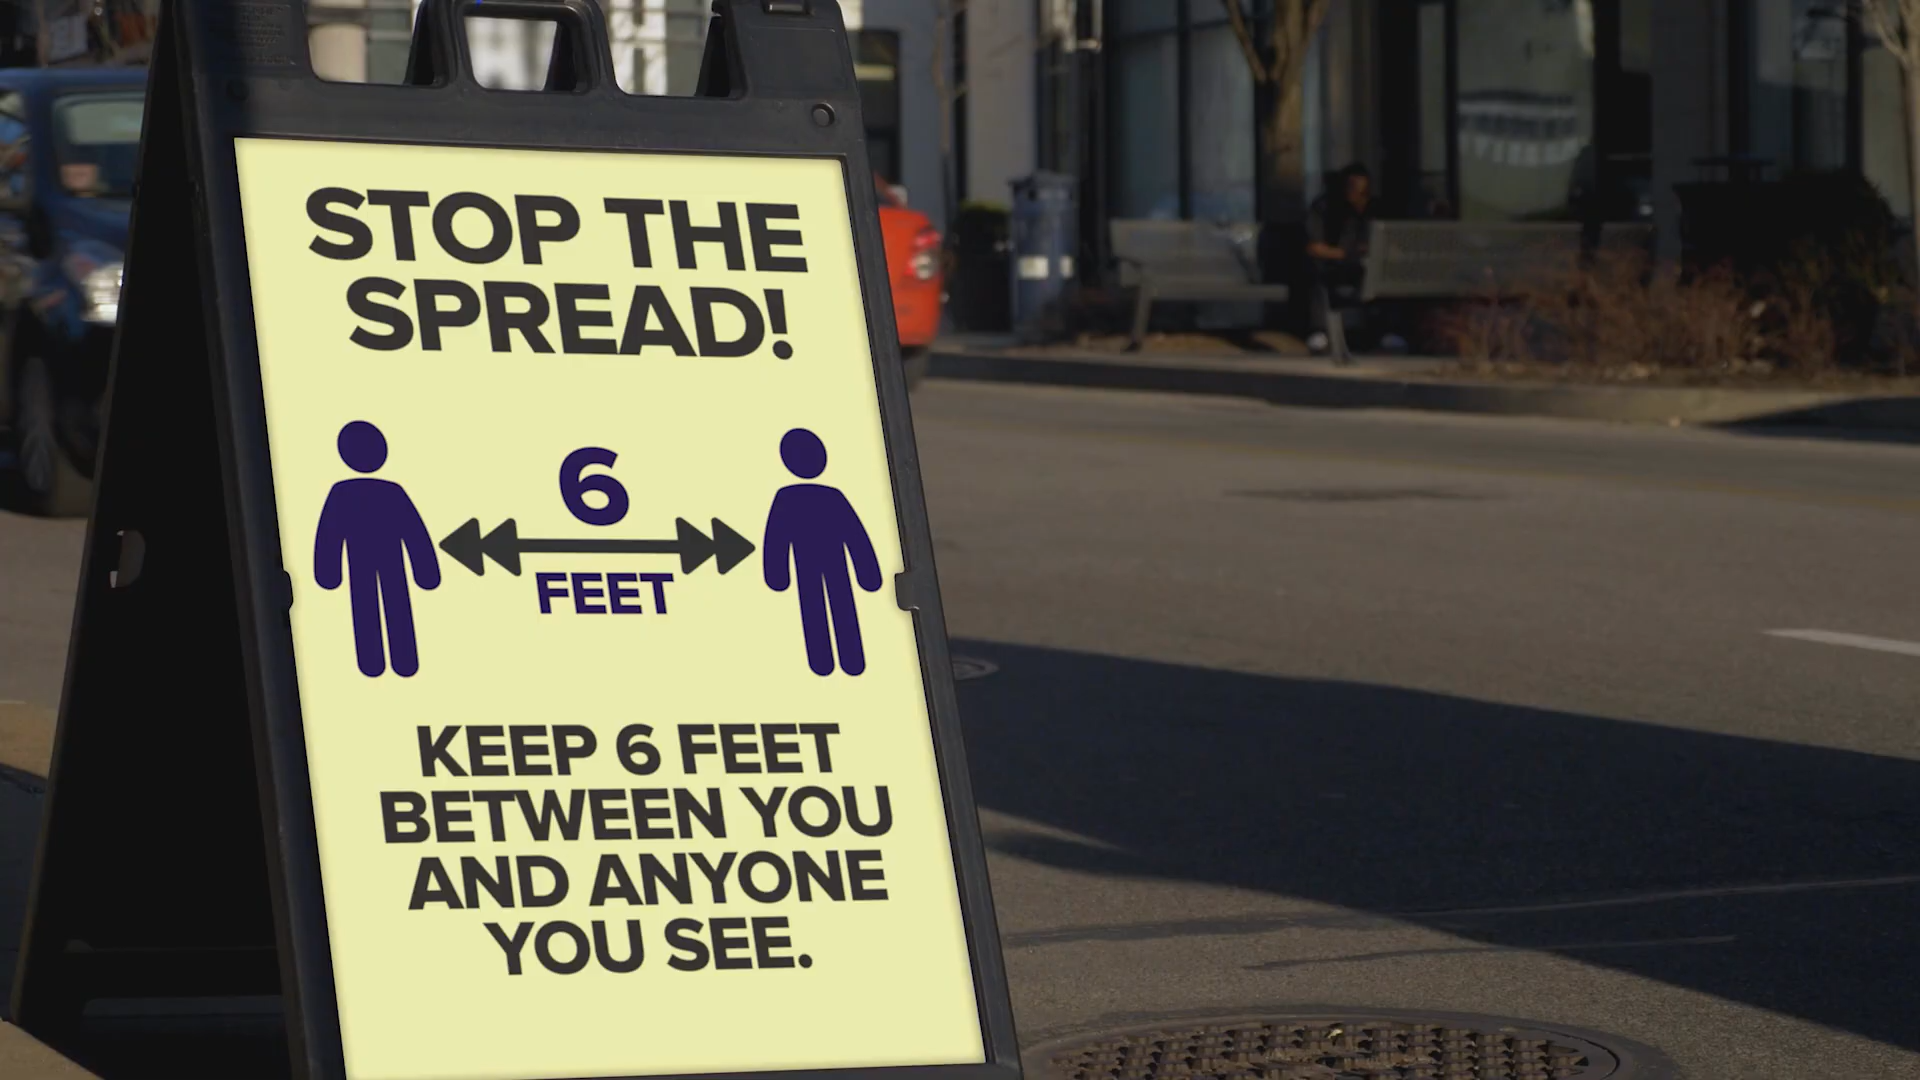 STOP THE
SPREAD!
6
FEET
KEEP 6 FEET
BETWEEN YOU
AND ANYONE
YOU SEE.